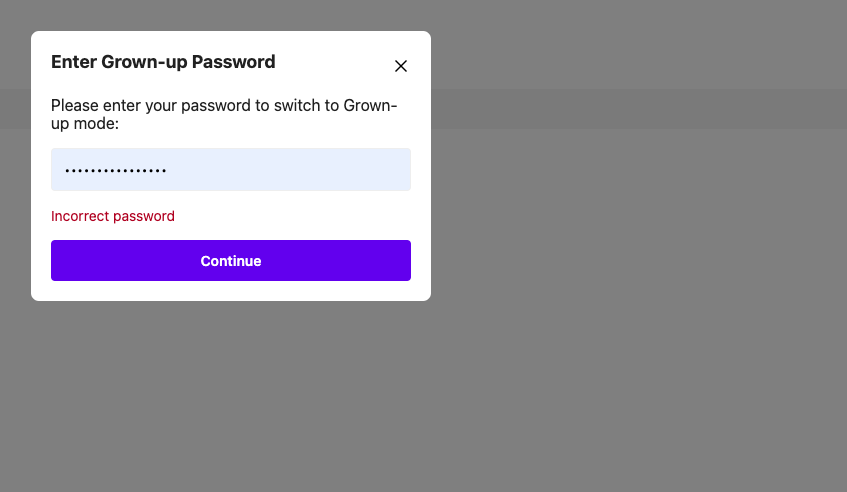 Enter Grown-up Password
Please enter your password to switch to Grown-
up mode:
••••••••••••••••
Incorrect password
Continue